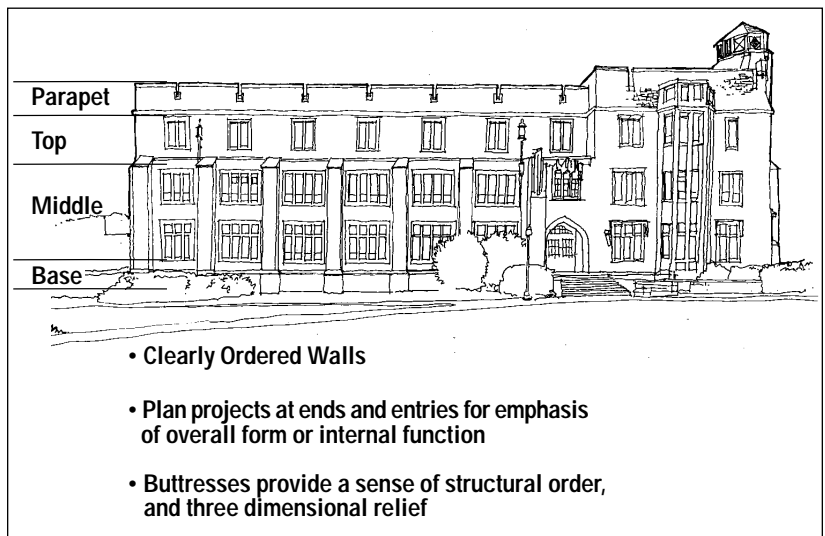 Parapet
Top
Middle
Base
• Clearly Ordered Walls
• Plan projects at ends and entries for emphasis
of overall form or internal function
• Buttresses provide a sense of structural order,
and three dimensional relief